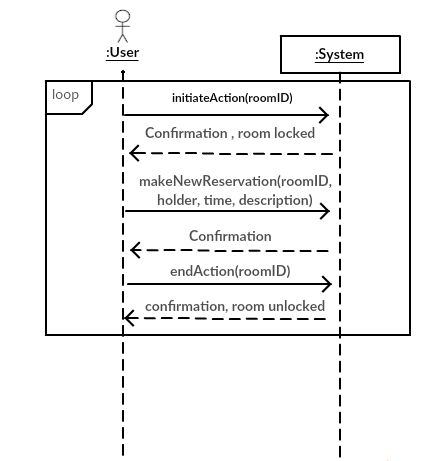 :User
:System
loop
initiateAction(roomID)
Confirmation , room locked
makeNewReservation(roomID,
holder, time, description)
Confirmation
endAction(roomID)
confirmation, room unlocked